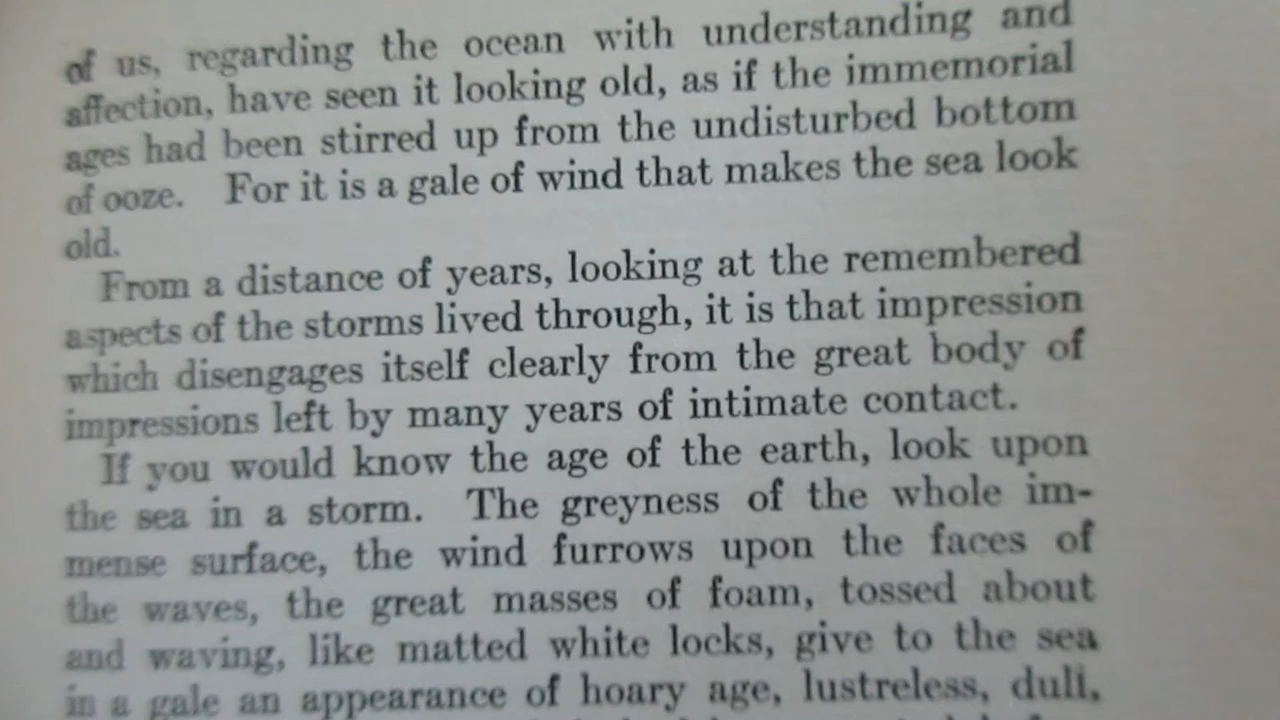 of us, regarding the ocean with understanding and
affection, have seen it looking old, as if the immemorial
ages had been stirred up from the undisturbed bottom
of ooze. For it is a gale of wind that makes the sea look
old.
From a distance of years, looking at the remembered
aspects of the storms lived through, it is that impression
which disengages itself clearly from the great body of
impressions left by many years of intimate contact.
If you would know the age of the earth, look upon
the sea in a storm. The greyness of the whole im-
mense surface, the wind furrows upon the faces of
the waves, the great masses of foam, tossed about
and waving, like matted white locks, give to the sea
in a gale an appearance of hoary age, lustreless, dull,